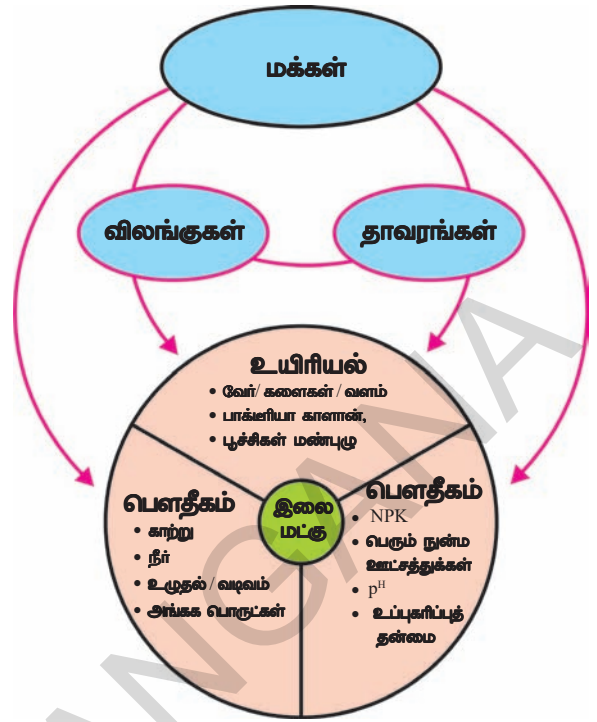 மக்கள்
விலங்குகள்
தாவரங்கள்
உயிரியல்
• வேர்/ களைகள் / வளம்
• பாக்டீரியா காளான்,
• பூச்சிகள் மண்புழு
பௌதீகம்
• காற்று
• நீர்
• உழுதல் / வடிவம்
• அங்கக பொருட்கள்
இலை
மட்கு
பௌதீகம்
• NPK
• பெரும் நுன்ம
ஊட்சத்துக்கள்
• pᴴ
• உப்புகரிப்புத்
தன்மை
ANGANA